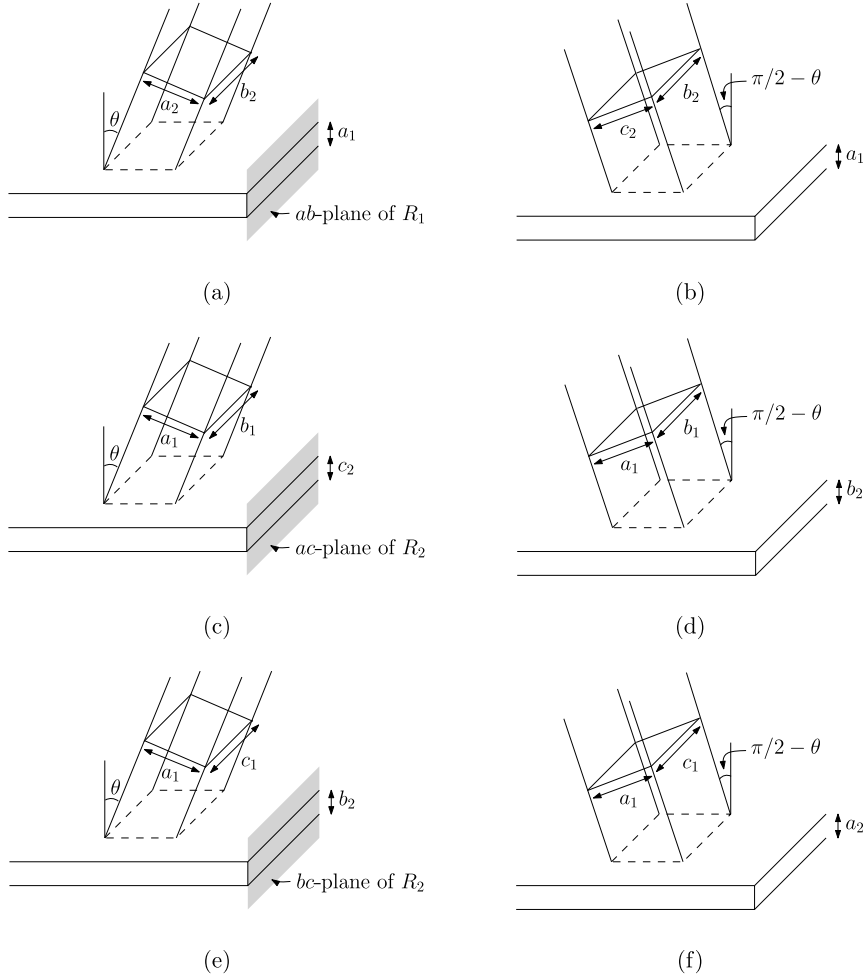 θ
a₂
b₂
a₁
ab-plane of R₁
(a)
π/2 − θ
b₂
c₂
a₁
(b)
θ
a₁
b₁
c₂
ac-plane of R₂
(c)
π/2 − θ
b₁
a₁
b₂
(d)
θ
a₁
c₁
b₂
bc-plane of R₂
(e)
π/2 − θ
c₁
a₁
a₂
(f)